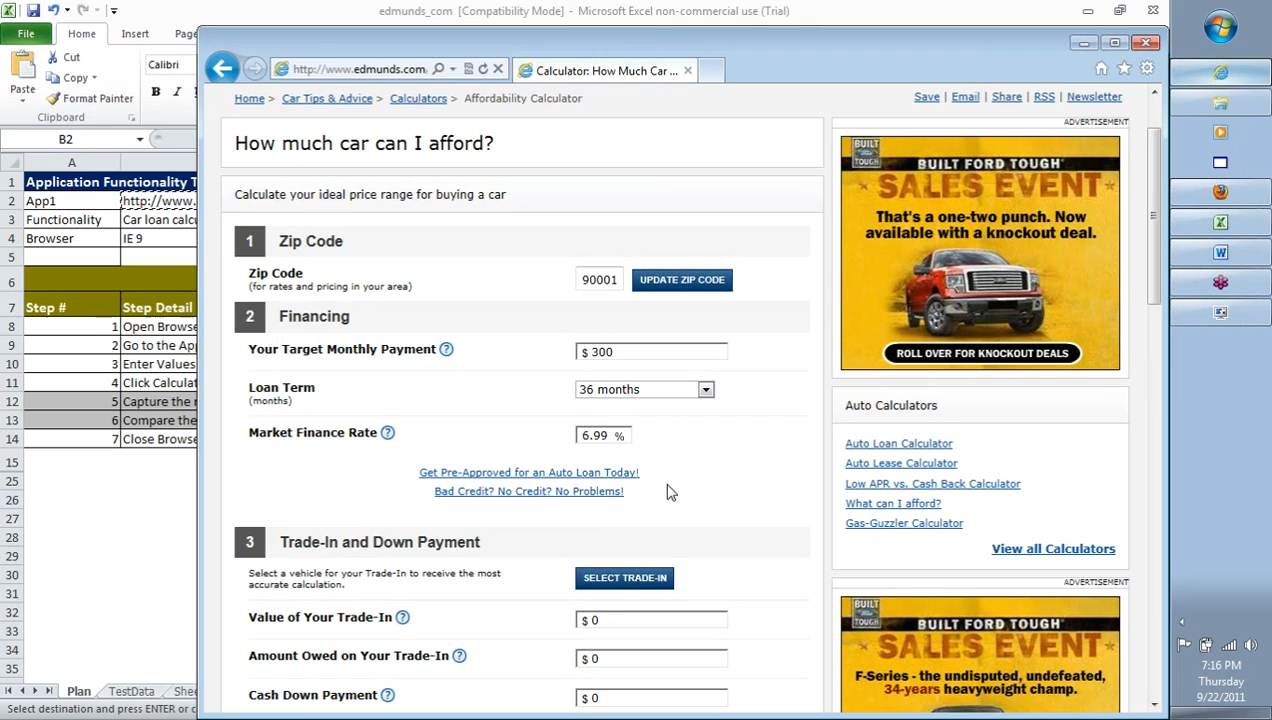 edmunds_com [Compatibility Mode] - Microsoft Excel non-commercial use (Trial)
File
Home
Insert
Page
Paste
Cut
Copy
Format Painter
Clipboard
Calibri
B I
B2
A
1 Application Functionality T
2 App1 http://www.
3 Functionality Car loan calcu
4 Browser IE 9
5
6
7 Step # Step Detail
8 1 Open Browse
9 2 Go to the Ap
10 3 Enter Values
11 4 Click Calculat
12 5 Capture the r
13 6 Compare the
14 7 Close Browse
15
25
26
27
28
29
30
31
32
33
34
35
Plan TestData Shee
Select destination and press ENTER or c
http://www.edmunds.com,
Calculator: How Much Car ...
Home > Car Tips & Advice > Calculators > Affordability Calculator
Save | Email | Share | RSS | Newsletter
How much car can I afford?
Calculate your ideal price range for buying a car
1 Zip Code
Zip Code
(for rates and pricing in your area)
90001
UPDATE ZIP CODE
2 Financing
Your Target Monthly Payment ?
$ 300
Loan Term
(months)
36 months
Market Finance Rate ?
6.99 %
Get Pre-Approved for an Auto Loan Today!
Bad Credit? No Credit? No Problems!
3 Trade-In and Down Payment
Select a vehicle for your Trade-In to receive the most
accurate calculation.
SELECT TRADE-IN
Value of Your Trade-In ?
$ 0
Amount Owed on Your Trade-In ?
$ 0
Cash Down Payment ?
$ 0
ADVERTISEMENT
BUILT FORD TOUGH
BUILT FORD TOUGH
SALES EVENT
That's a one-two punch. Now
available with a knockout deal.
ROLL OVER FOR KNOCKOUT DEALS
Auto Calculators
Auto Loan Calculator
Auto Lease Calculator
Low APR vs. Cash Back Calculator
What can I afford?
Gas-Guzzler Calculator
View all Calculators
ADVERTISEMENT
BUILT FORD TOUGH
BUILT FORD TOUGH
SALES EVENT
F-Series - the undisputed, undefeated,
34-years heavyweight champ.
7:16 PM
Thursday
9/22/2011